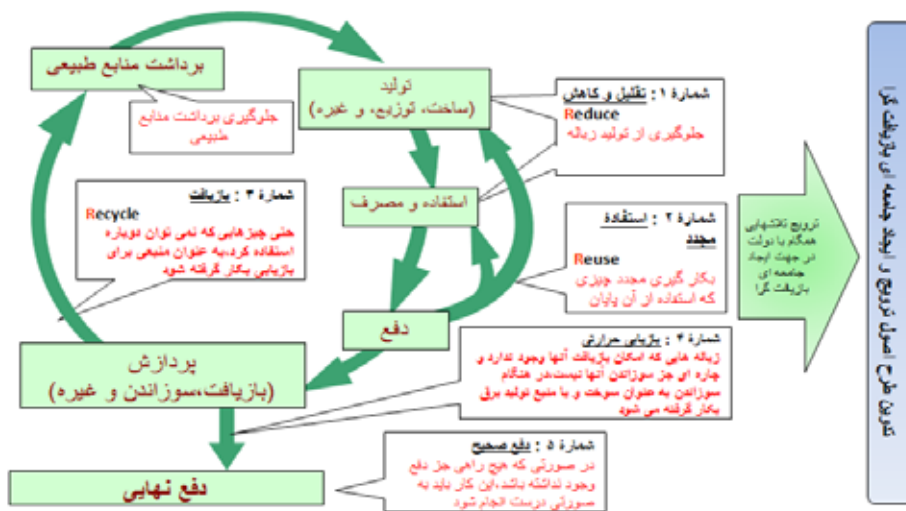 برداشت منابع طبیعی
جلوگیری برداشت منابع
طبیعی
تولید
(ساخت، توزیع، و غیره)
شمارهٔ ۱ : تقلیل و کاهش
Reduce
جلوگیری از تولید زباله
استفاده و مصرف
شمارهٔ ۳ : بازیافت
Recycle
حتی چیزهایی که نمی توان دوباره
استفاده کرد،به عنوان منبعی برای
بازیابی بکار گرفته شود
شمارهٔ ۲ : استفادهٔ
مجدد
Reuse
بکار گیری مجدد چیزی
که استفاده از آن پایان
دفع
پردازش
(بازیافت،سوزاندن و غیره)
شمارهٔ ۴ : بازیابی حرارتی
زباله هایی که امکان بازیافت آنها وجود ندارد و
چاره ای جز سوزاندن آنها نیست،در هنگام
سوزاندن به عنوان سوخت و یا منبع تولید برق
بکار گرفته می شود
دفع نهایی
شمارهٔ ۵ : دفع صحیح
در صورتی که هیچ راهی جز دفع
وجود نداشته باشد،این کار باید به
صورتی درست انجام شود
ترویج تلاشهایی
همگام با دولت
در جهت ایجاد
جامعه ای
بازیافت گرا
تدوین طرح اصول ترویج و ایجاد جامعه ای بازیافت گرا